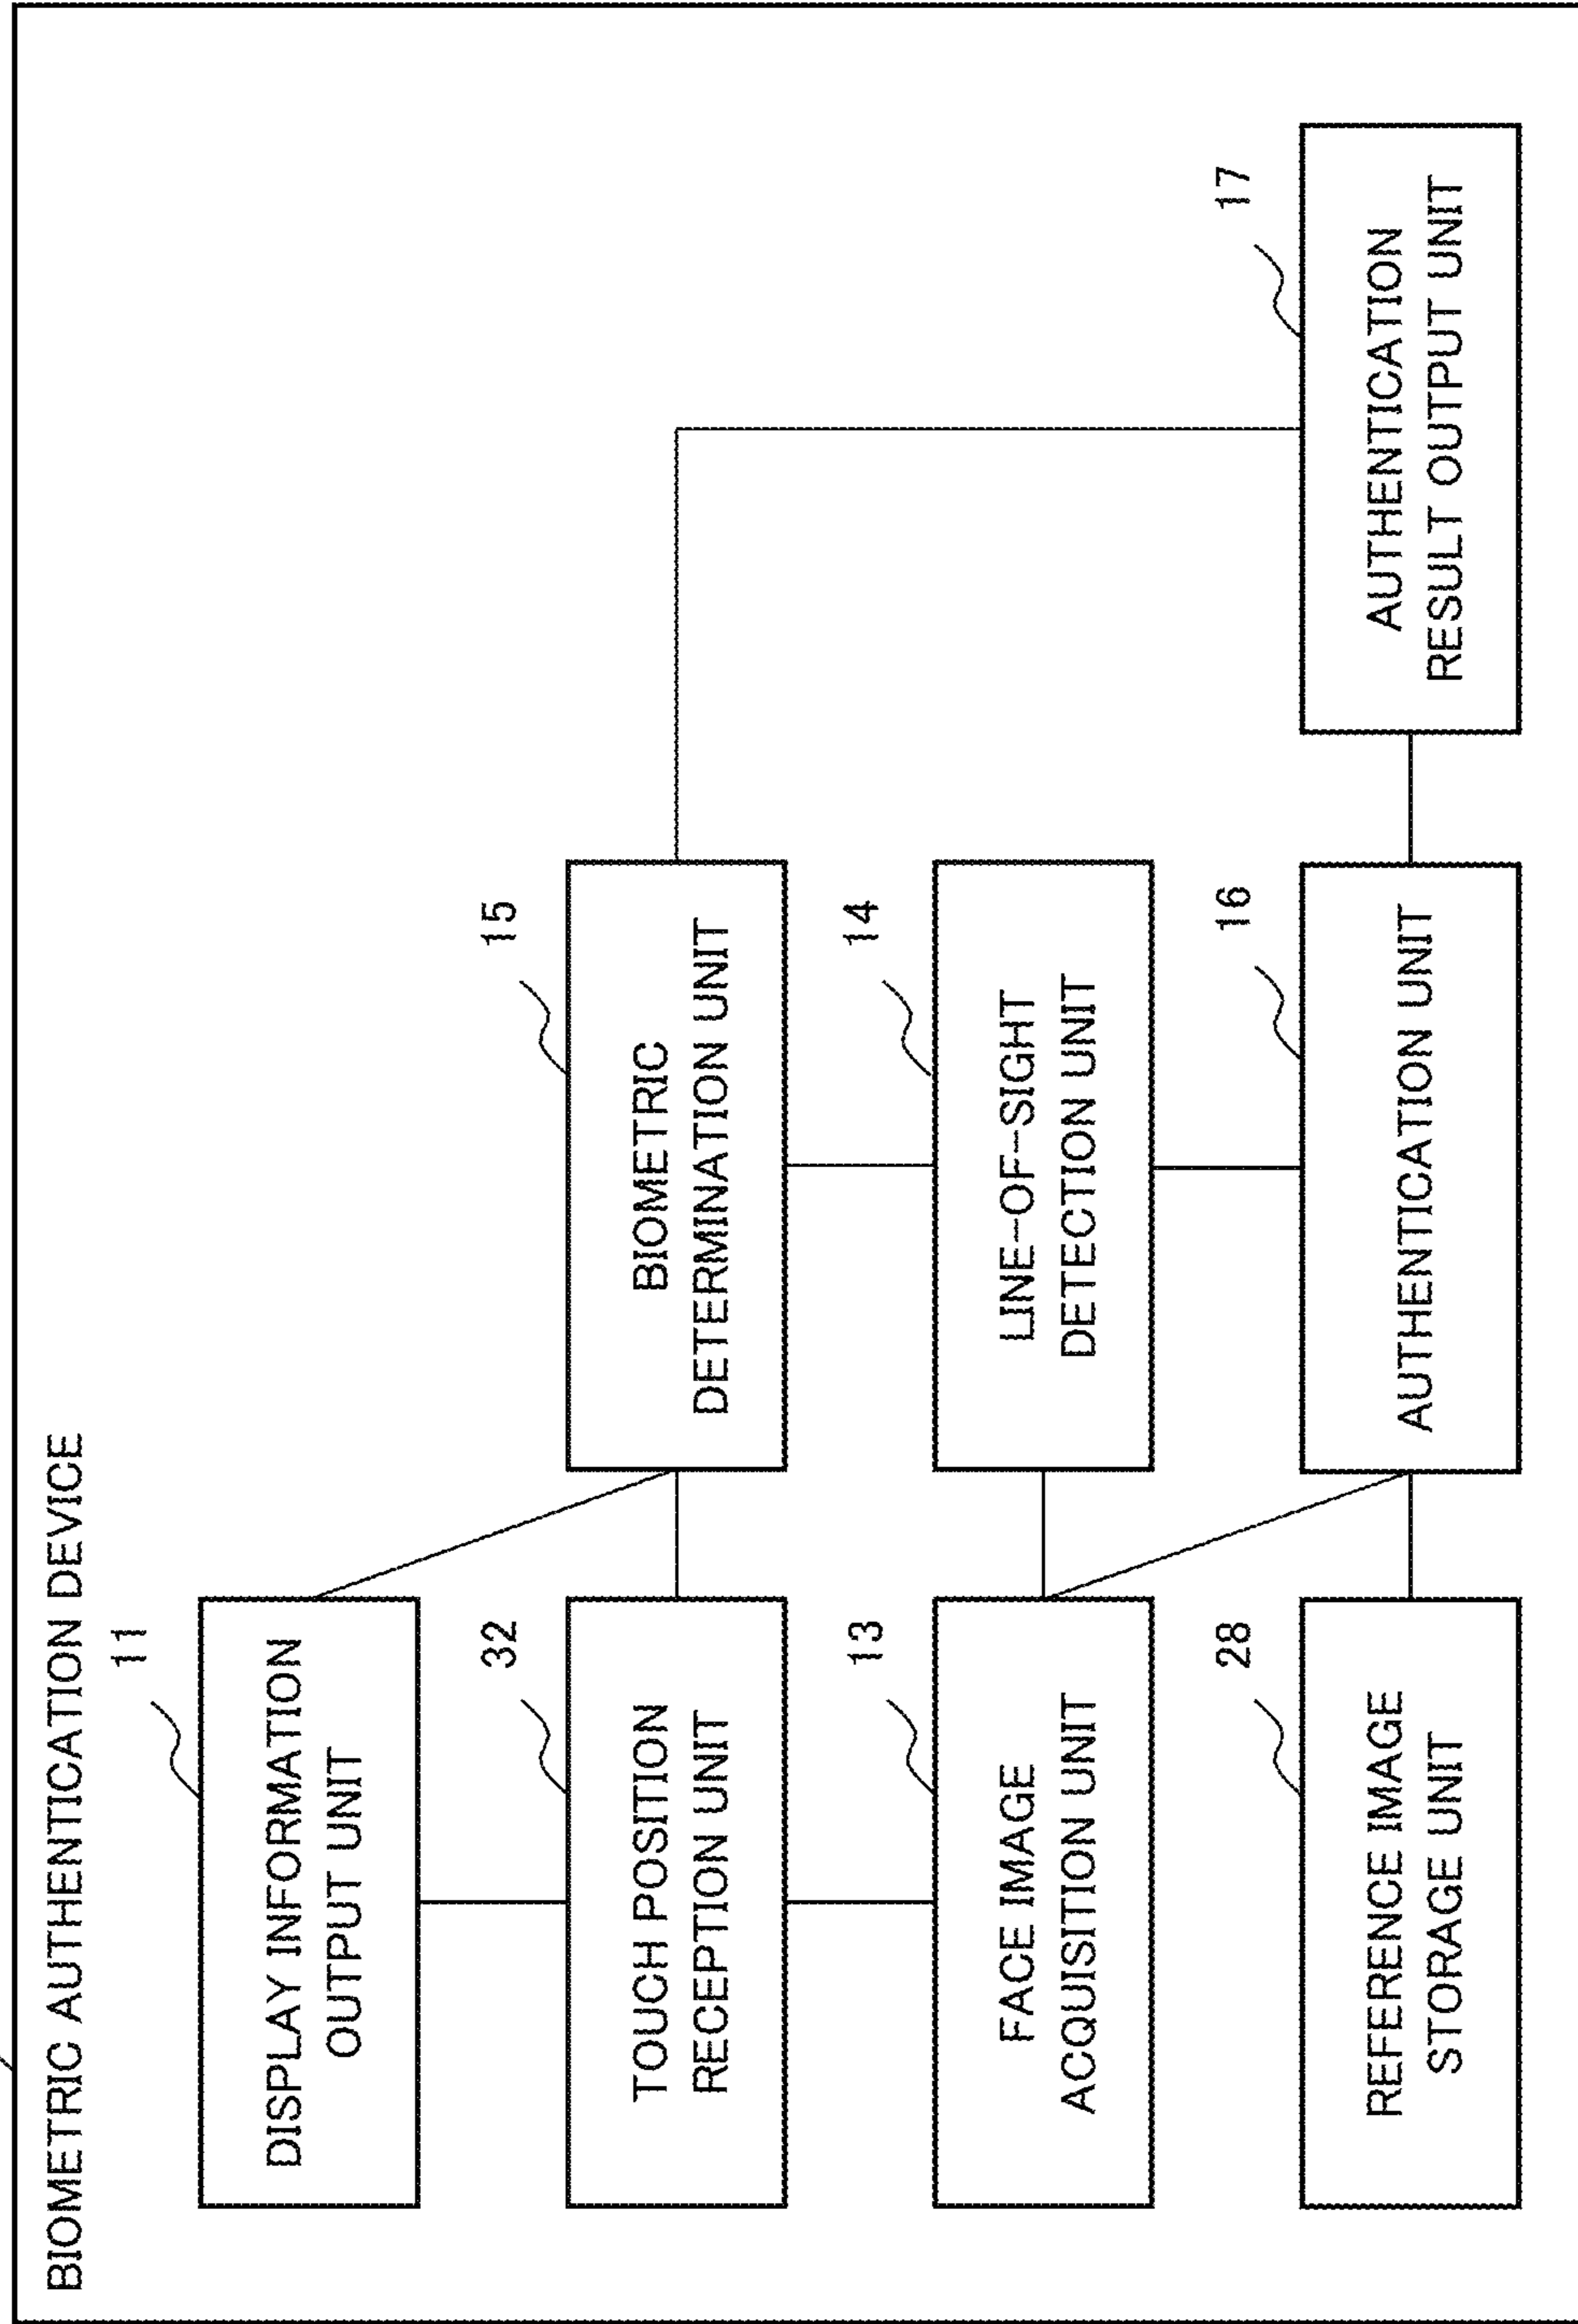 BIOMETRIC AUTHENTICATION DEVICE
11
DISPLAY INFORMATION
OUTPUT UNIT
32
TOUCH POSITION
RECEPTION UNIT
15
BIOMETRIC
DETERMINATION UNIT
13
FACE IMAGE
ACQUISITION UNIT
14
LINE-OF-SIGHT
DETECTION UNIT
28
REFERENCE IMAGE
STORAGE UNIT
16
AUTHENTICATION UNIT
17
AUTHENTICATION
RESULT OUTPUT UNIT